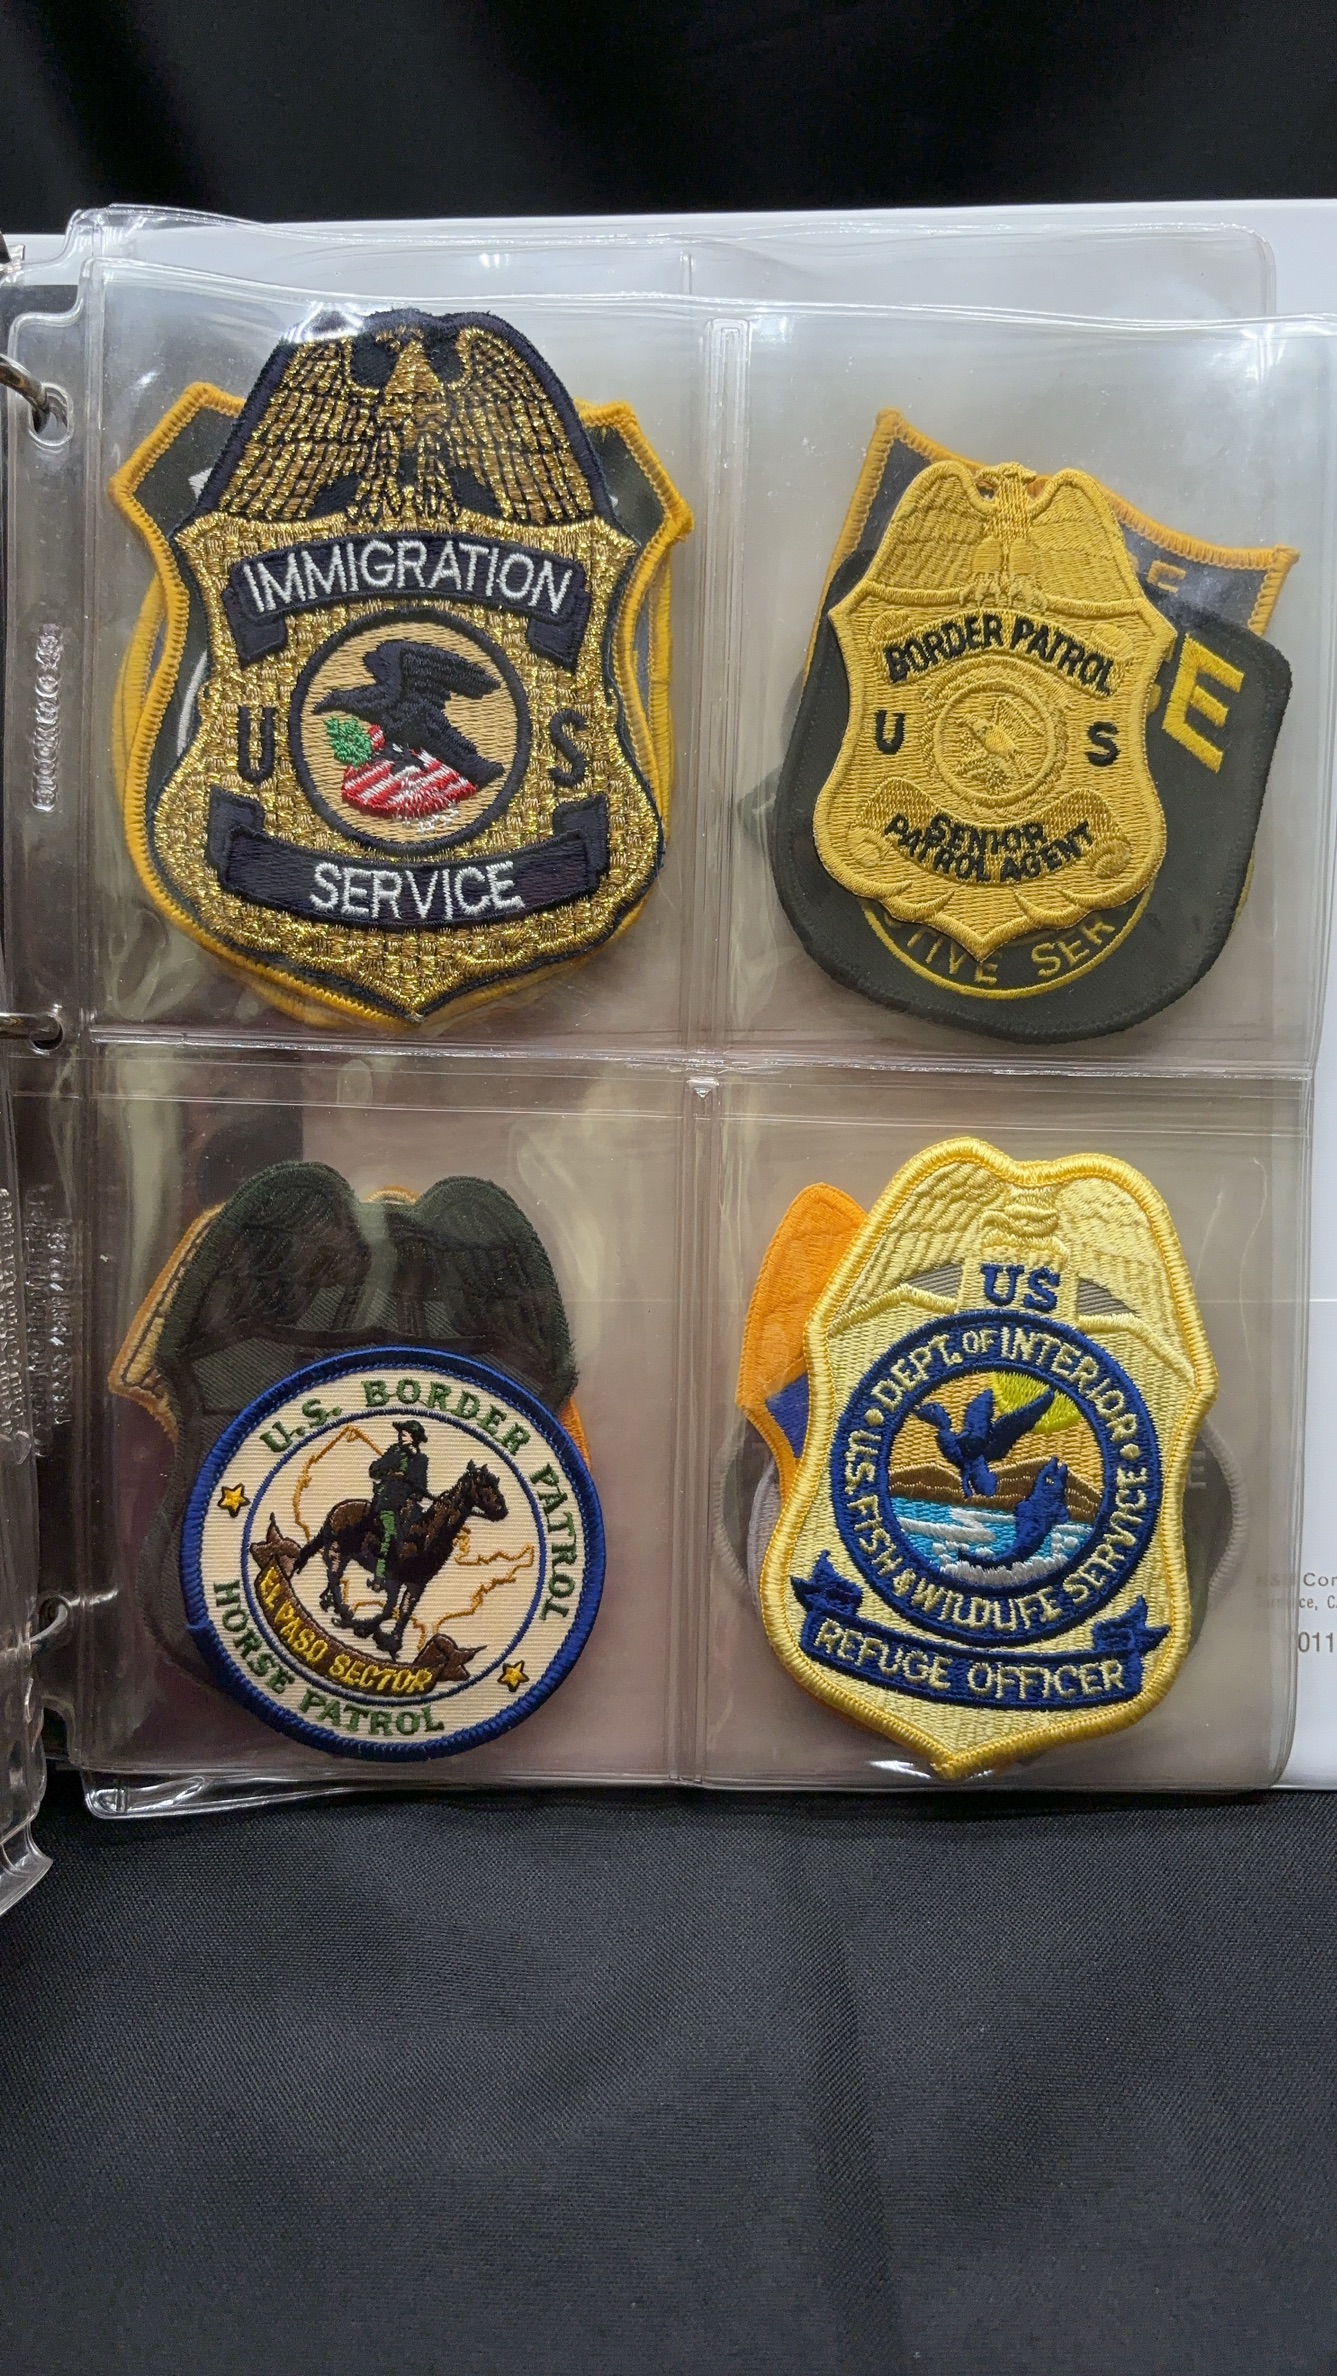 IMMIGRATION
U S
SERVICE
BORDER PATROL
U S
SENIOR
PATROL AGENT
E
TIVE SER
U.S. BORDER PATROL
EL PASO SECTOR
HORSE PATROL
US
DEPT. OF INTERIOR
U.S. FISH & WILDLIFE SERVICE
REFUGE OFFICER
011